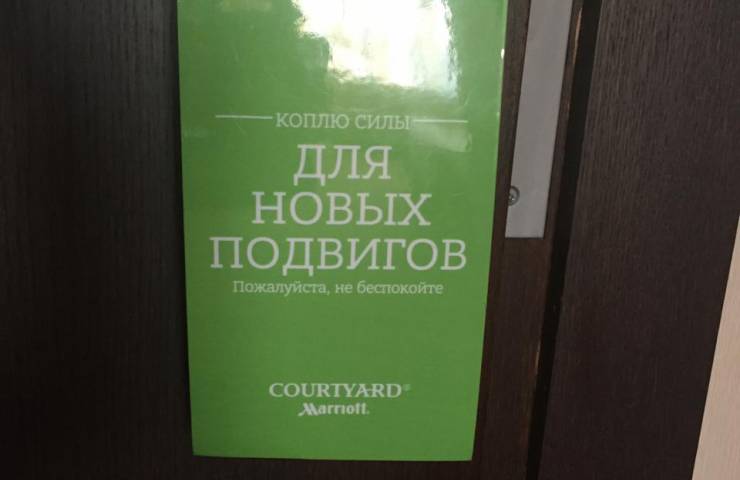 КОПЛЮ СИЛЫ
ДЛЯ
НОВЫХ
ПОДВИГОВ
Пожалуйста, не беспокойте
COURTYARD®
Marriott.